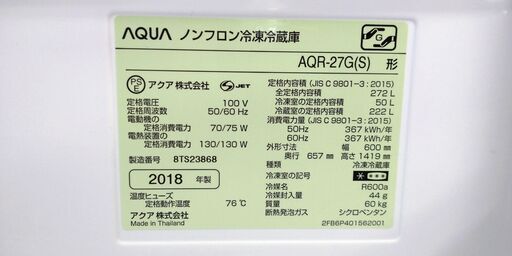 AQUA ノンフロン冷凍冷蔵庫
G
AQR-27G(S) 形
PS E アクア株式会社 S JET
定格電圧 100 V
定格周波数 50/60 Hz
電動機の
定格消費電力 70/75 W
電熱装置の
定格消費電力 130/130 W
製造番号 8TS23868
2018 年製
温度ヒューズ
定格動作温度 76℃
アクア株式会社
Made in Thailand
定格内容積 (JIS C 9801-3:2015)
全定格内容積 272 L
冷凍室の定格内容積 50 L
冷蔵室の定格内容積 222 L
消費電力量 (JIS C 9801-3:2015)
50Hz 367 kWh/年
60Hz 367 kWh/年
外形寸法 幅 600 mm
奥行 657 mm 高さ 1419 mm
種類 冷凍冷蔵庫
冷凍室の記号
冷媒名 R600a
冷媒封入量 44 g
質量 60 kg
断熱発泡ガス シクロペンタン
2FB6P401562001